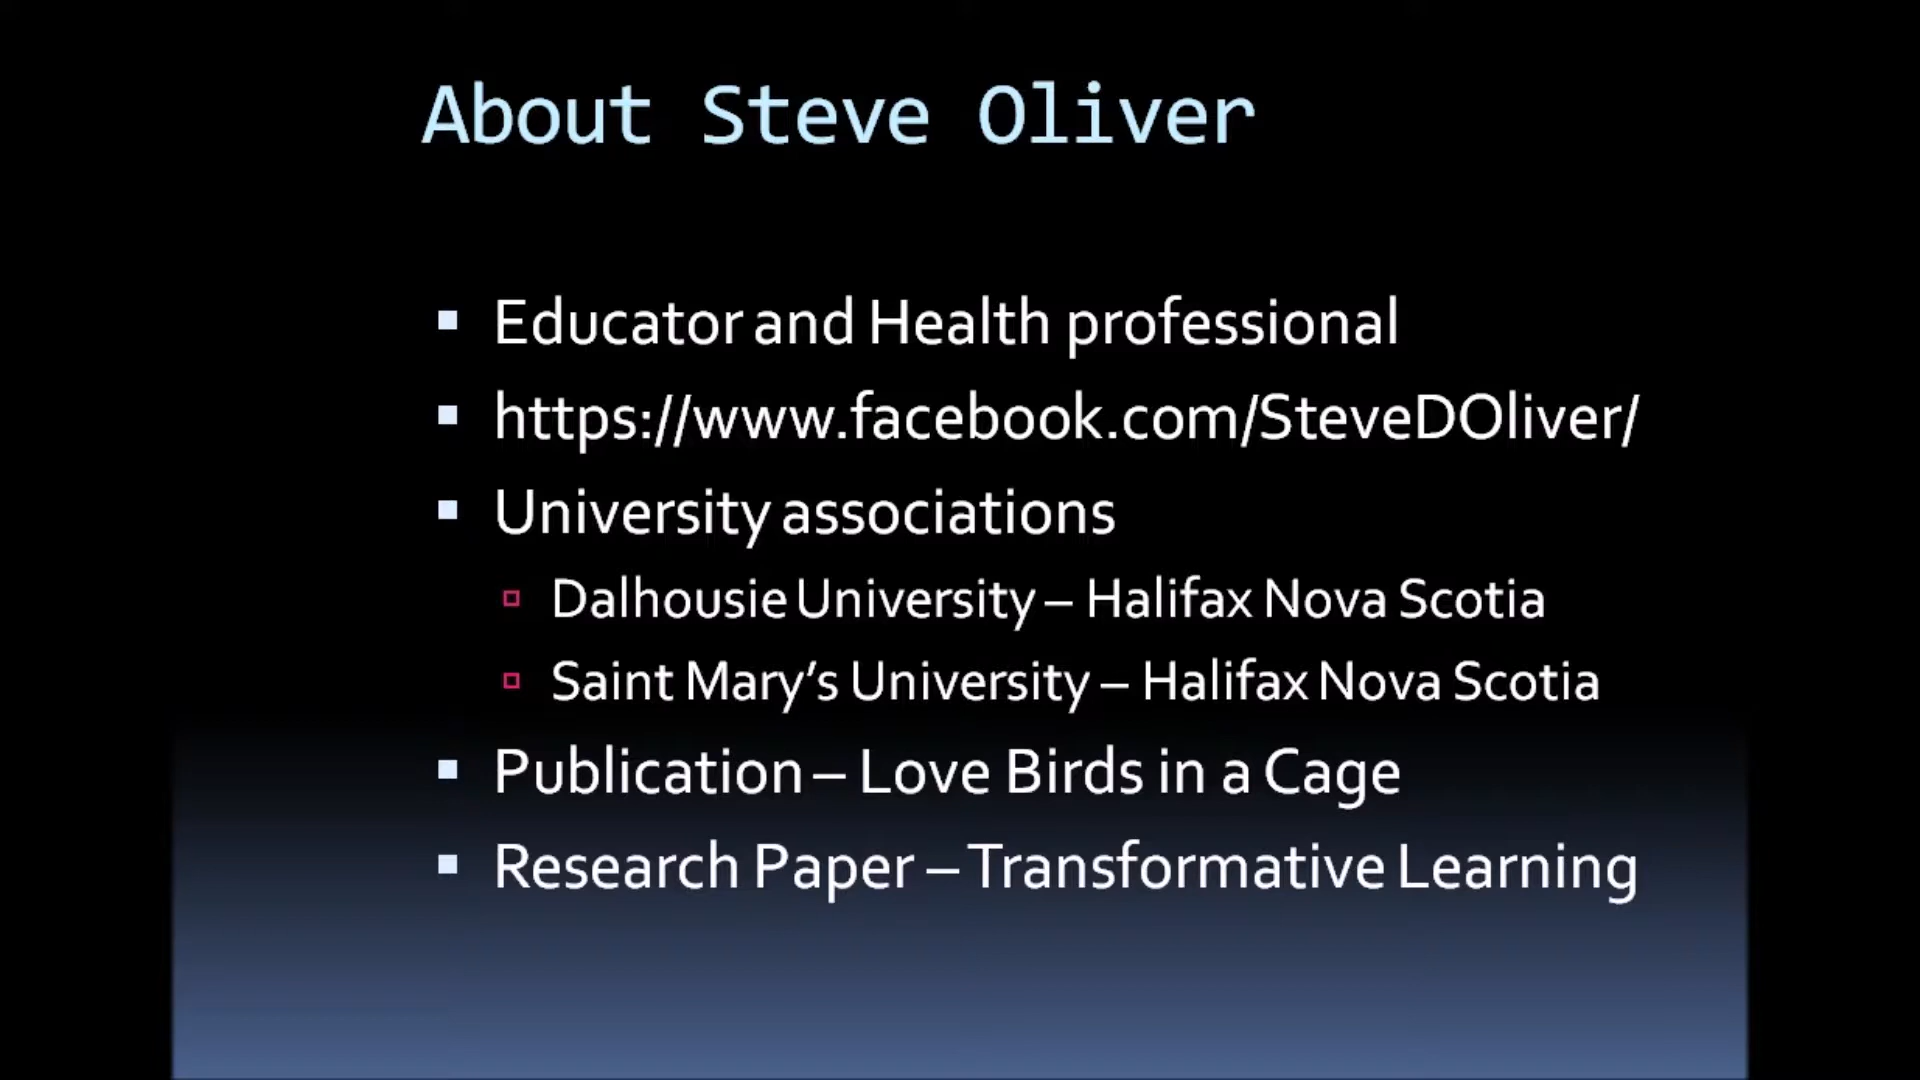 About Steve Oliver
Educator and Health professional
https://www.facebook.com/SteveDOliver/
University associations
Dalhousie University – Halifax Nova Scotia
Saint Mary’s University – Halifax Nova Scotia
Publication – Love Birds in a Cage
Research Paper – Transformative Learning